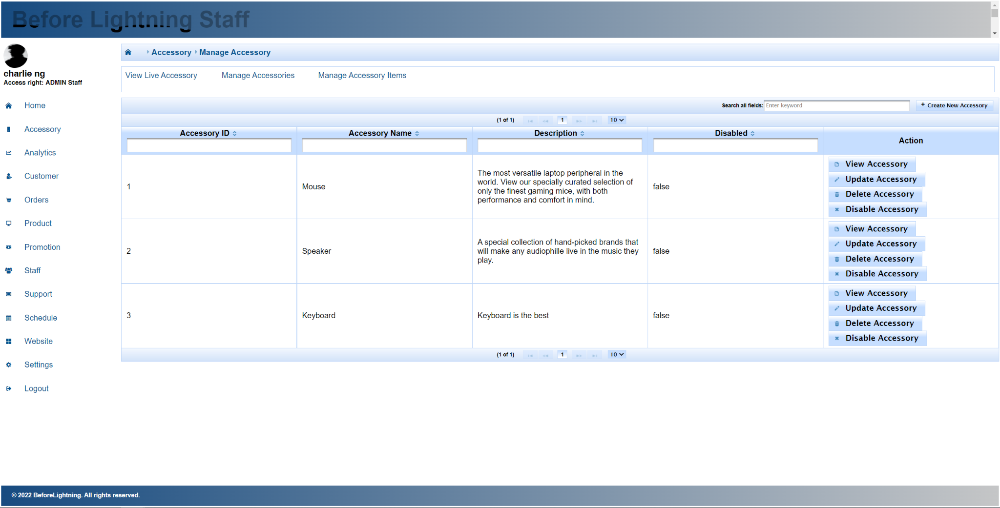 Before Lightning Staff
charlie ng
Access right: ADMIN Staff
Home
Accessory
Analytics
Customer
Orders
Product
Promotion
Staff
Support
Schedule
Website
Settings
Logout
Accessory Manage Accessory
View Live Accessory Manage Accessories Manage Accessory Items
Search all fields: Enter keyword + Create New Accessory
(1 of 1) 1 10
Accessory ID Accessory Name Description Disabled Action
1 Mouse
The most versatile laptop peripheral in the
world. View our specially curated selection of
only the finest gaming mice, with both
performance and comfort in mind.
false
View Accessory
Update Accessory
Delete Accessory
Disable Accessory
2 Speaker
A special collection of hand-picked brands that
will make any audiophille live in the music they
play.
false
View Accessory
Update Accessory
Delete Accessory
Disable Accessory
3 Keyboard Keyboard is the best false
View Accessory
Update Accessory
Delete Accessory
Disable Accessory
(1 of 1) 1 10
© 2022 BeforeLightning. All rights reserved.